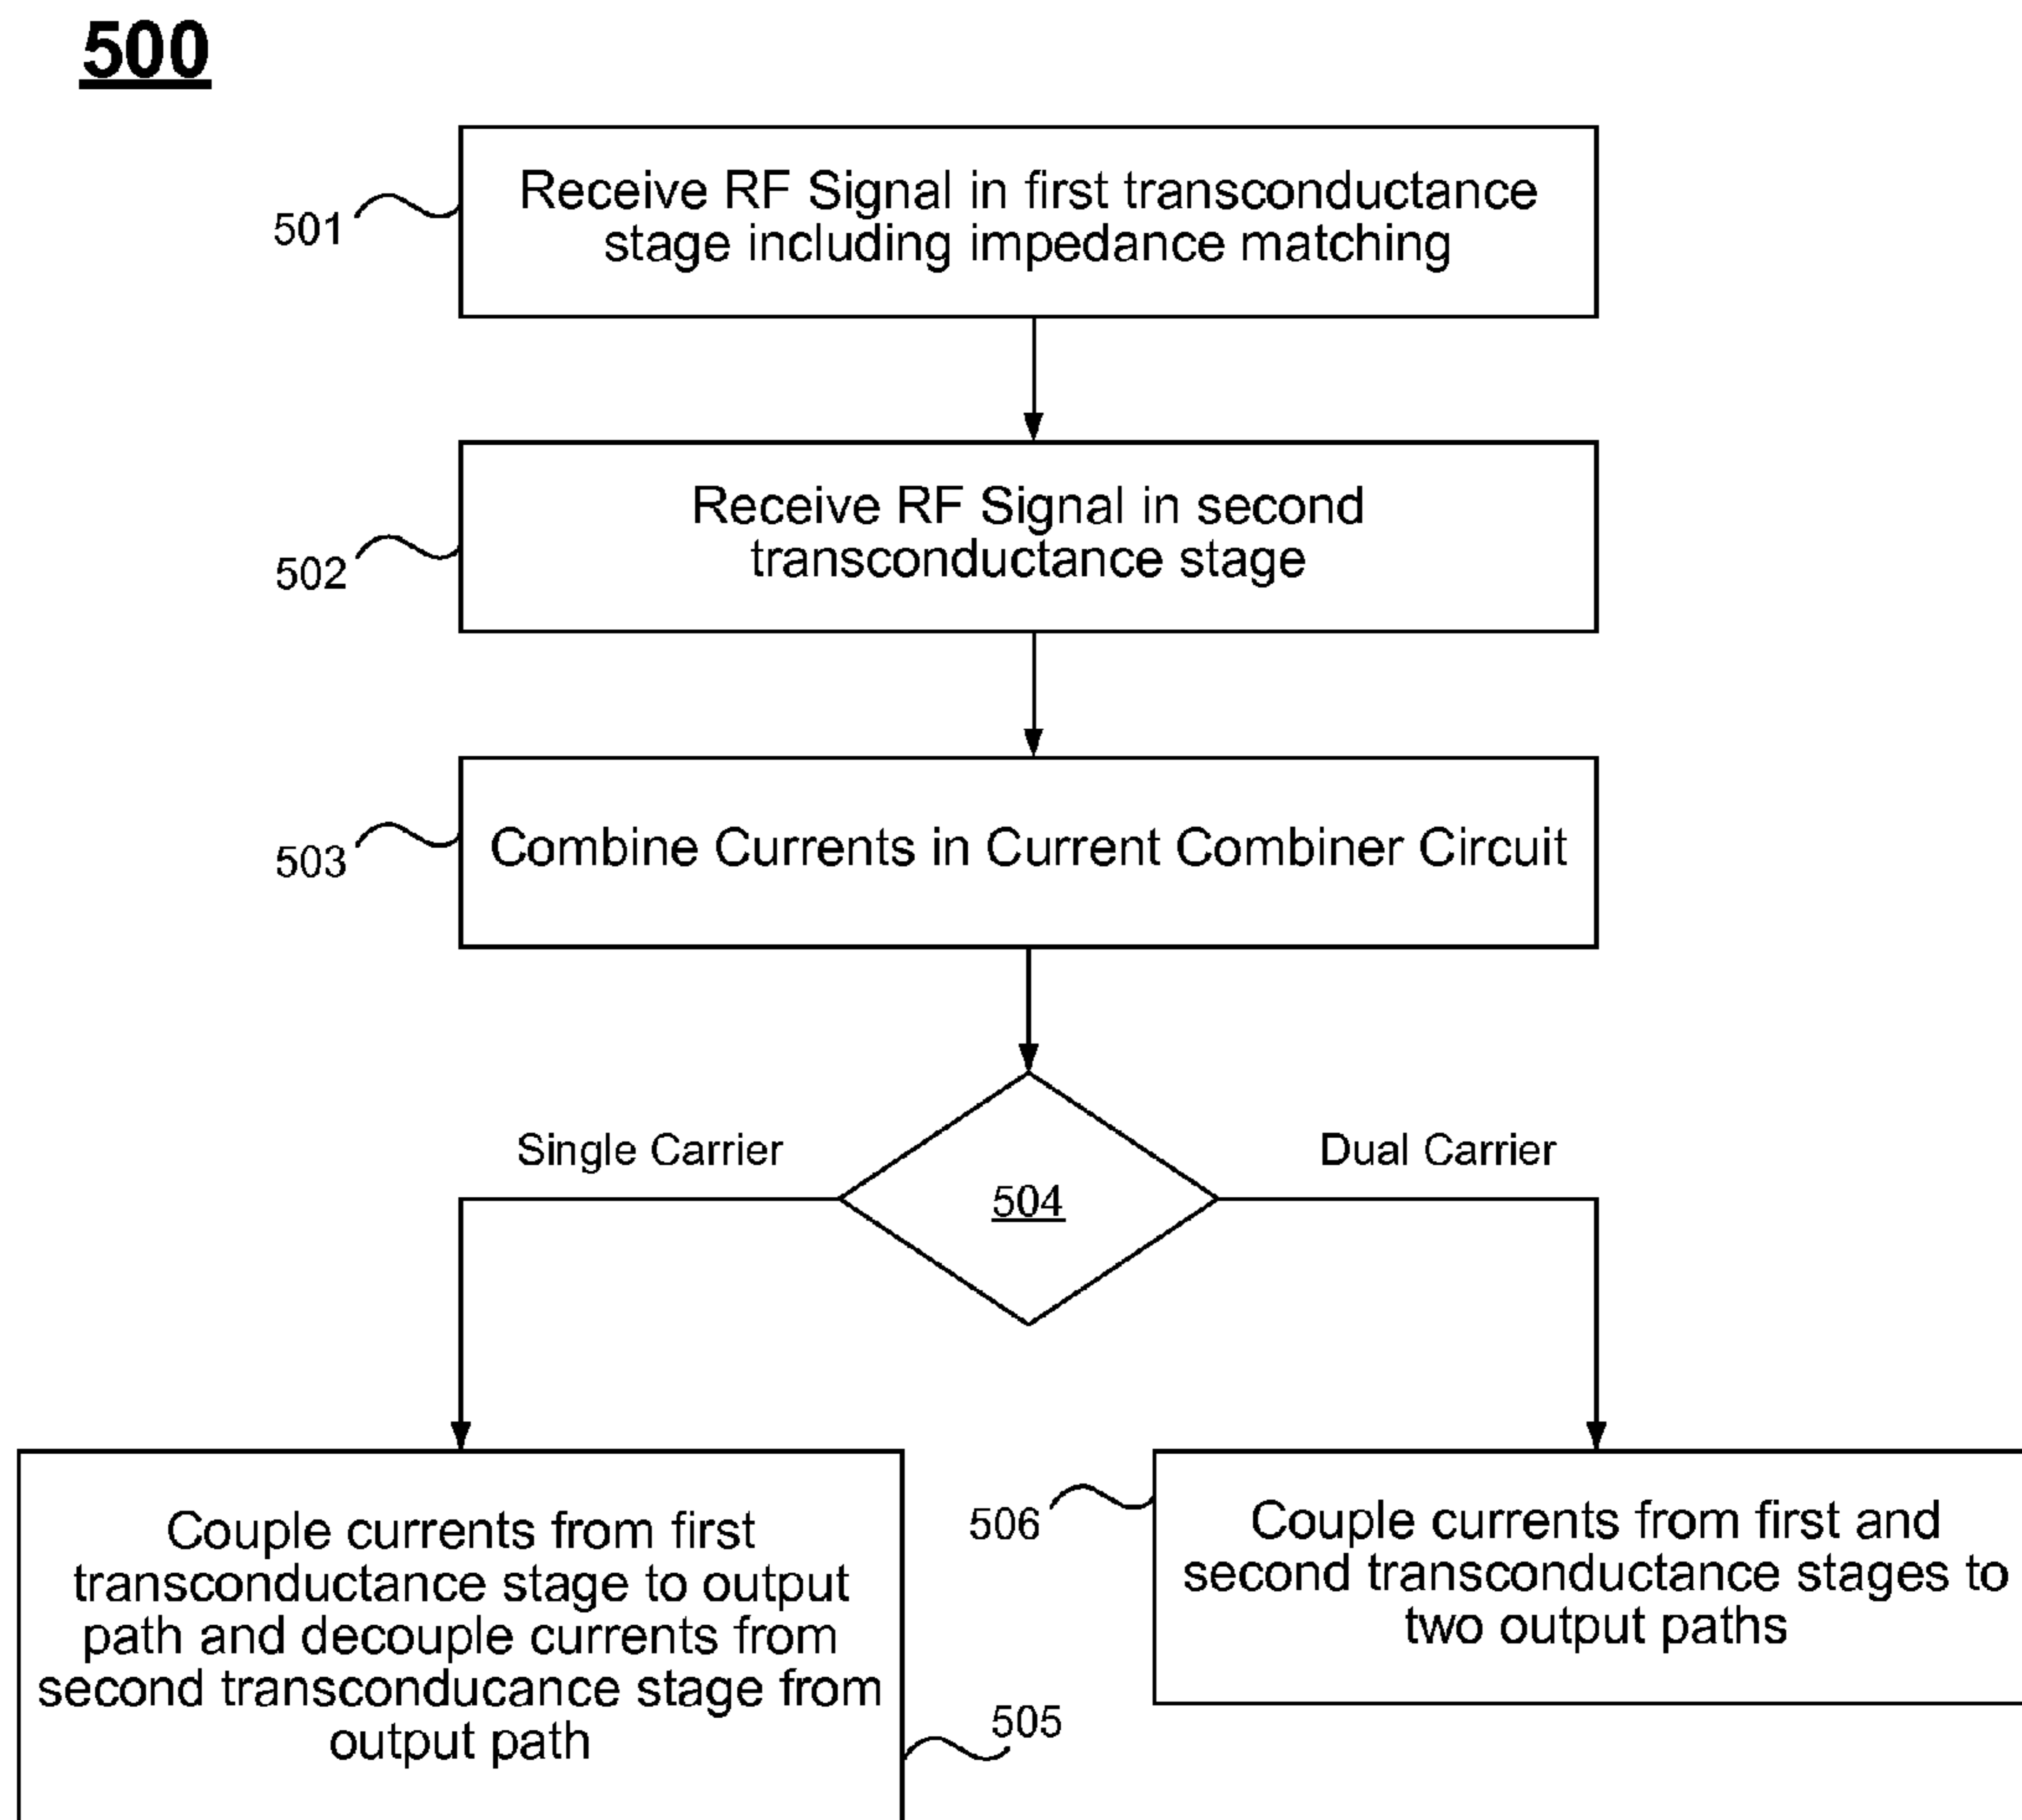 500
Receive RF Signal in first transconductance
stage including impedance matching
501
Receive RF Signal in second
transconductance stage
502
Combine Currents in Current Combiner Circuit
503
Single Carrier
Dual Carrier
504
Couple currents from first
transconductance stage to output
path and decouple currents from
second transconducance stage from
output path
505
506
Couple currents from first and
second transconductance stages to
two output paths